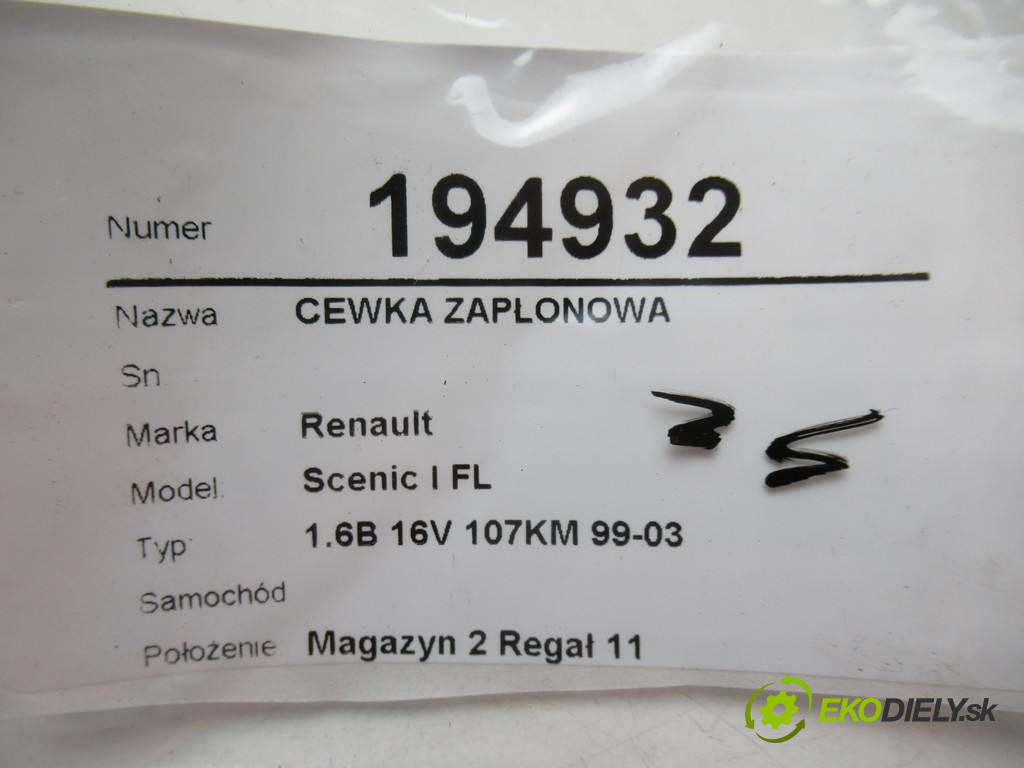 Numer 194932
Nazwa CEWKA ZAPŁONOWA
Sn
Marka Renault
Model Scenic I FL
Typ 1.6B 16V 107KM 99-03
Samochód
Położenie Magazyn 2 Regał 11
EKODIELY.sk